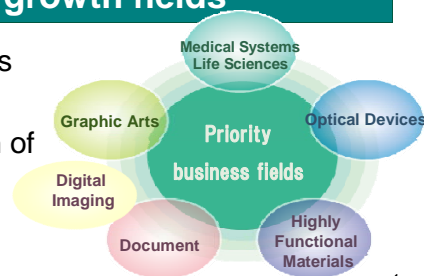 growth fields
s
of
Medical Systems
Life Sciences
Graphic Arts
Optical Devices
Priority
business fields
Digital
Imaging
Document
Highly
Functional
Materials